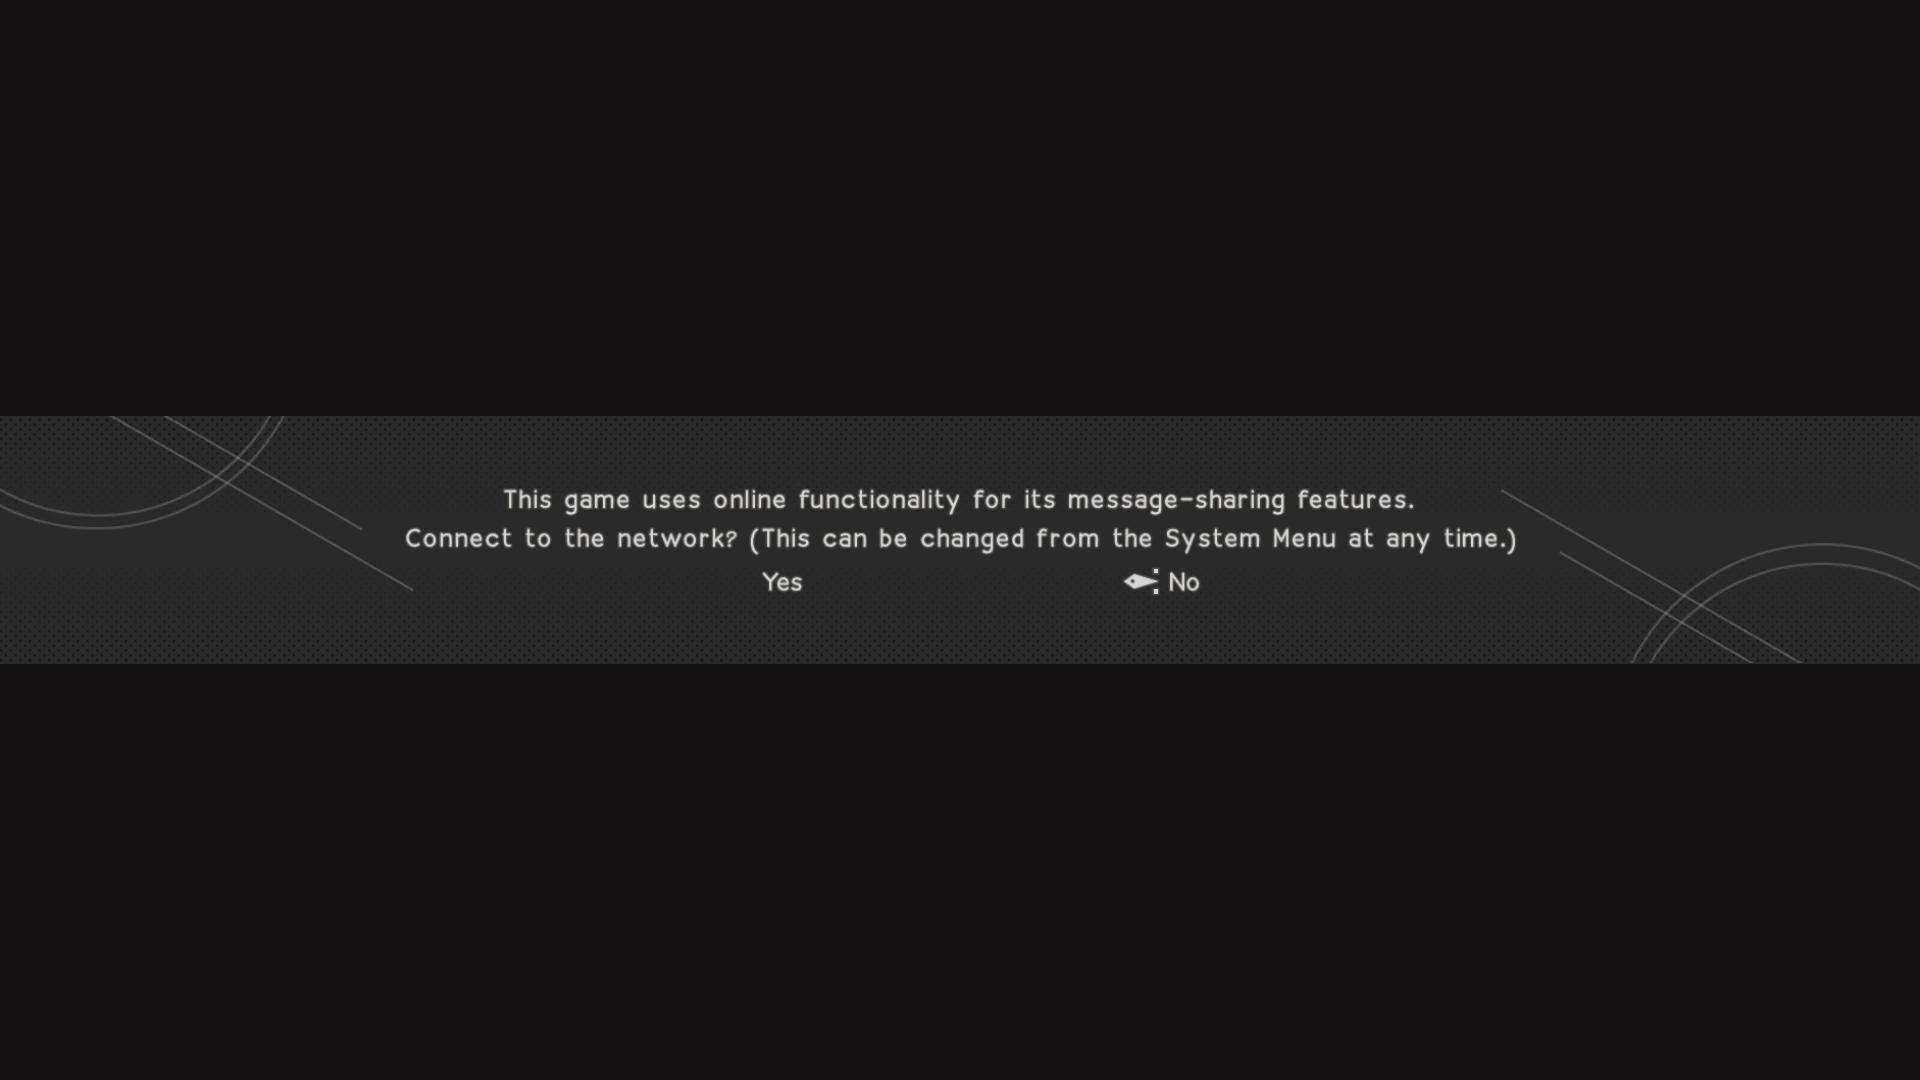 This game uses online functionality for its message-sharing features.
Connect to the network? (This can be changed from the System Menu at any time.)
Yes No